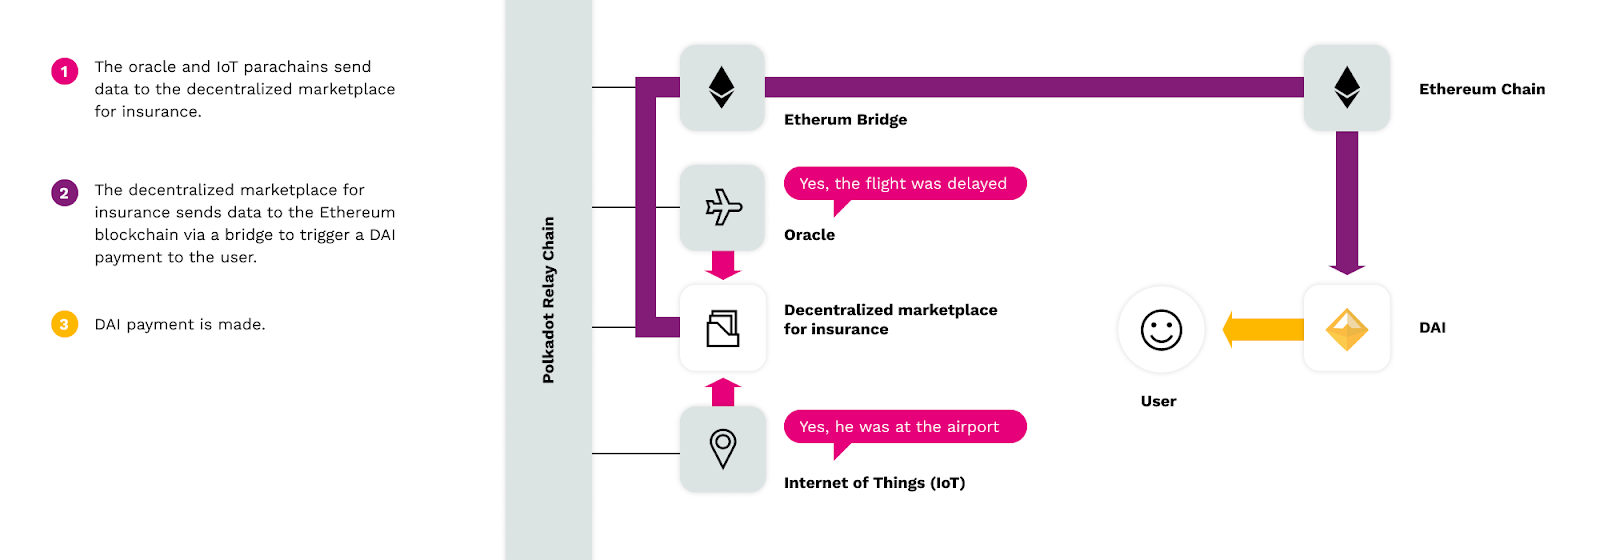 1
The oracle and IoT parachains send
data to the decentralized marketplace
for insurance.
2
The decentralized marketplace for
insurance sends data to the Ethereum
blockchain via a bridge to trigger a DAI
payment to the user.
3
DAI payment is made.
Polkadot Relay Chain
Etherum Bridge
Ethereum Chain
Yes, the flight was delayed
Oracle
Decentralized marketplace
for insurance
DAI
User
Yes, he was at the airport
Internet of Things (IoT)